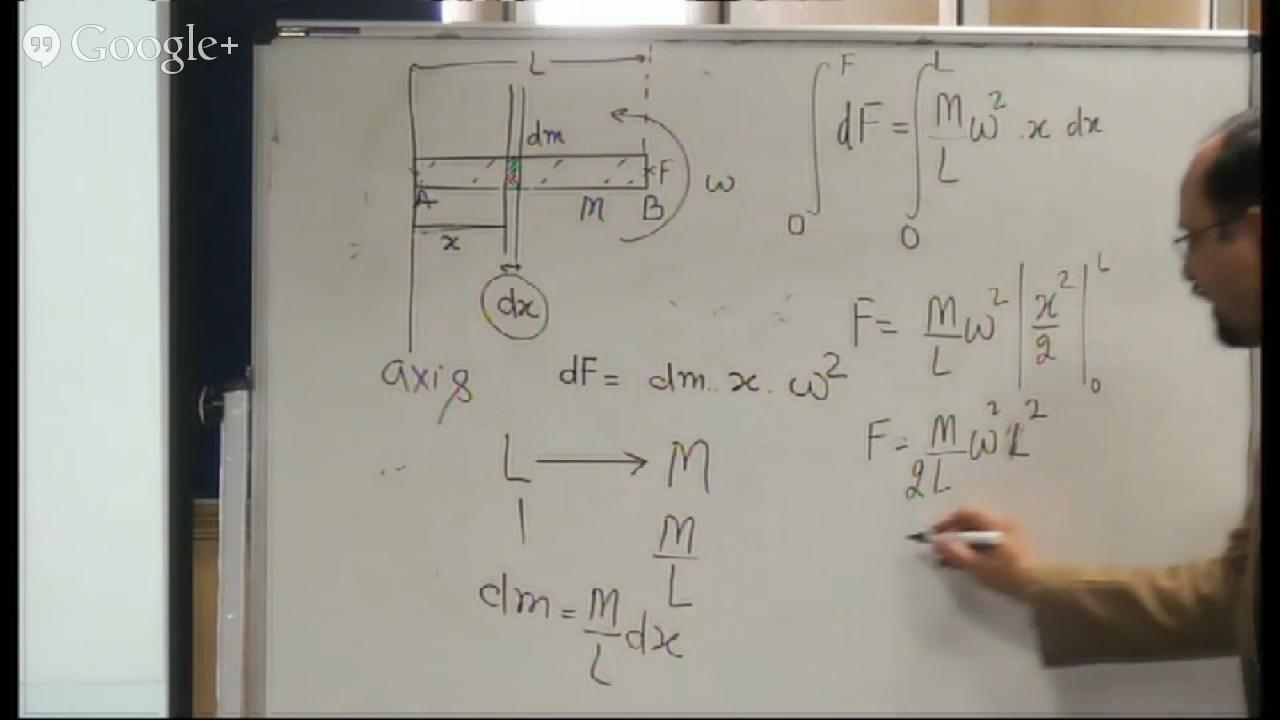 Google+
L
dm
F
A
M
B
ω
x
dx
axis
dF = dm . x . ω²
L → M
1
M/L
dm = M/L dx
∫₀^F dF = ∫₀^L M/L ω² . x dx
F = M/L ω² | x²/2 |₀^L
F = M/2L ω² L²